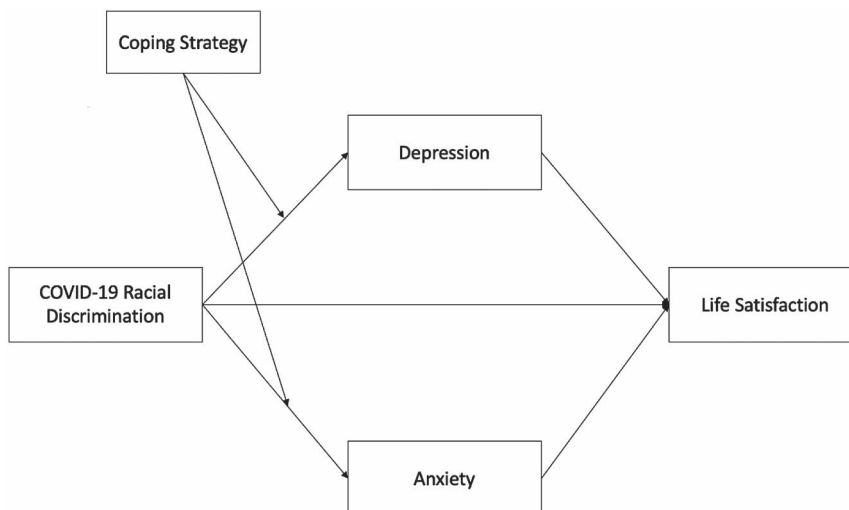 Coping Strategy
Depression
COVID-19 Racial
Discrimination
Life Satisfaction
Anxiety